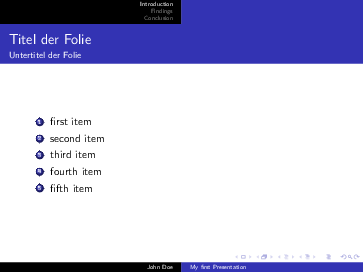 Introduction
Findings
Conclusion
Titel der Folie
Untertitel der Folie
1 first item
2 second item
3 third item
4 fourth item
5 fifth item
John Doe My first Presentation